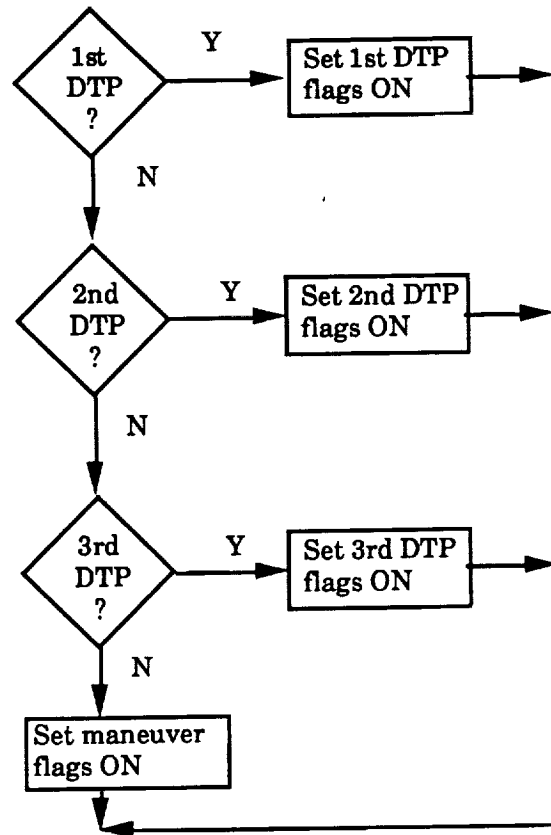 1st
DTP
?
Y
Set 1st DTP
flags ON
N
2nd
DTP
?
Y
Set 2nd DTP
flags ON
N
3rd
DTP
?
Y
Set 3rd DTP
flags ON
N
Set maneuver
flags ON